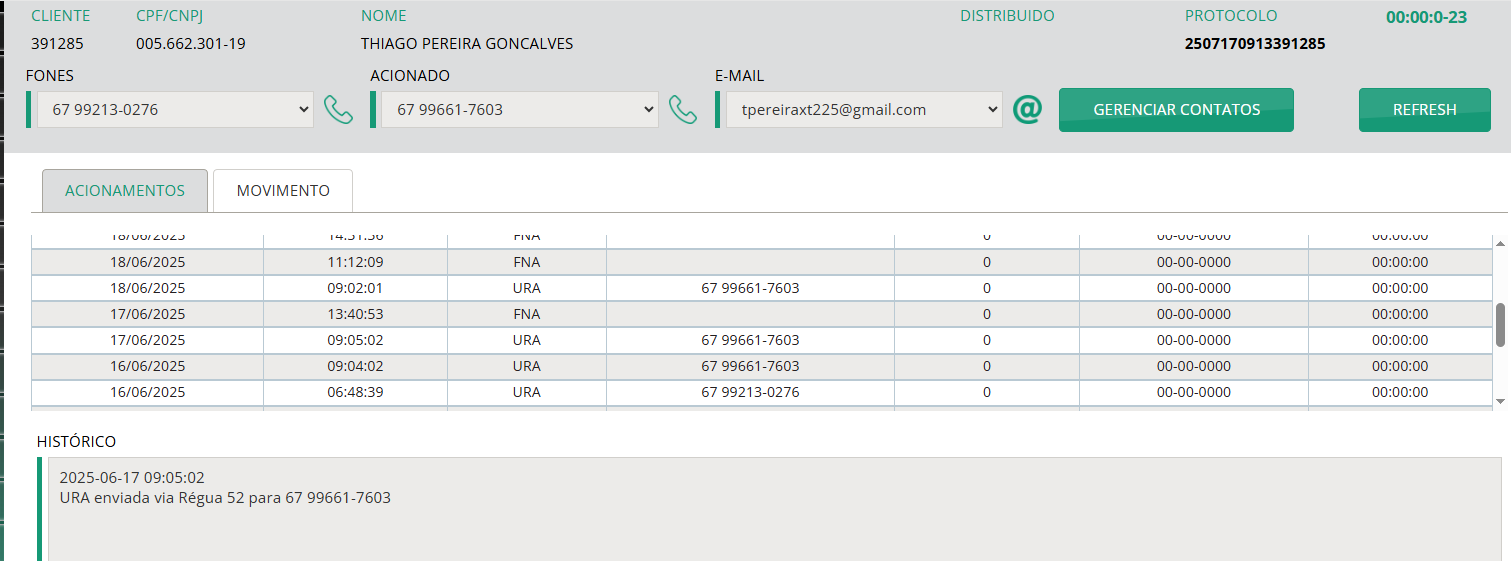 CLIENTE CPF/CNPJ NOME DISTRIBUIDO PROTOCOLO 00:00:0-23
391285 005.662.301-19 THIAGO PEREIRA GONCALVES 2507170913391285
FONES ACIONADO E-MAIL
67 99213-0276 67 99661-7603 tpereiraxt225@gmail.com @ GERENCIAR CONTATOS REFRESH
ACIONAMENTOS MOVIMENTO
18/06/2025 14:51:36 FNA 0 00-00-0000 00:00:00
18/06/2025 11:12:09 FNA 0 00-00-0000 00:00:00
18/06/2025 09:02:01 URA 67 99661-7603 0 00-00-0000 00:00:00
17/06/2025 13:40:53 FNA 0 00-00-0000 00:00:00
17/06/2025 09:05:02 URA 67 99661-7603 0 00-00-0000 00:00:00
16/06/2025 09:04:02 URA 67 99661-7603 0 00-00-0000 00:00:00
16/06/2025 06:48:39 URA 67 99213-0276 0 00-00-0000 00:00:00
HISTÓRICO
2025-06-17 09:05:02
URA enviada via Régua 52 para 67 99661-7603